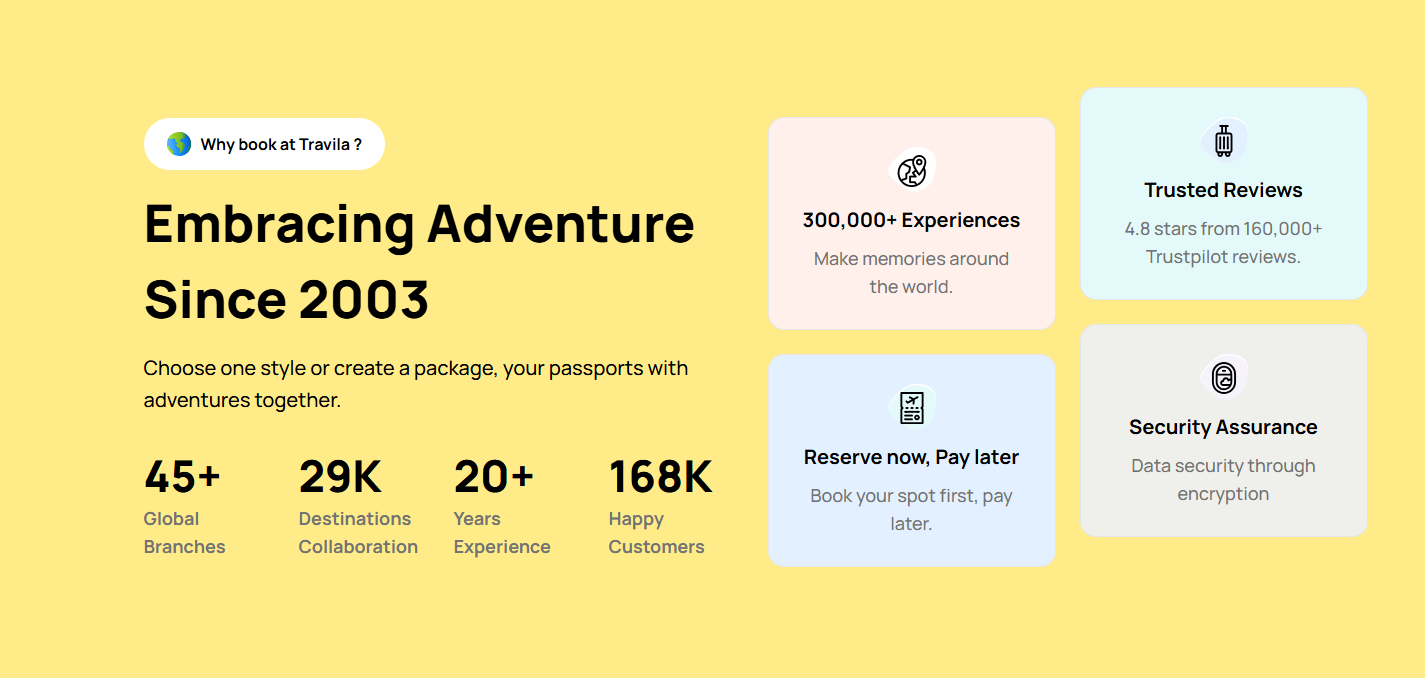 Why book at Travila ?
Embracing Adventure
Since 2003
Choose one style or create a package, your passports with
adventures together.
45+
Global
Branches
29K
Destinations
Collaboration
20+
Years
Experience
168K
Happy
Customers
300,000+ Experiences
Make memories around
the world.
Reserve now, Pay later
Book your spot first, pay
later.
Trusted Reviews
4.8 stars from 160,000+
Trustpilot reviews.
Security Assurance
Data security through
encryption